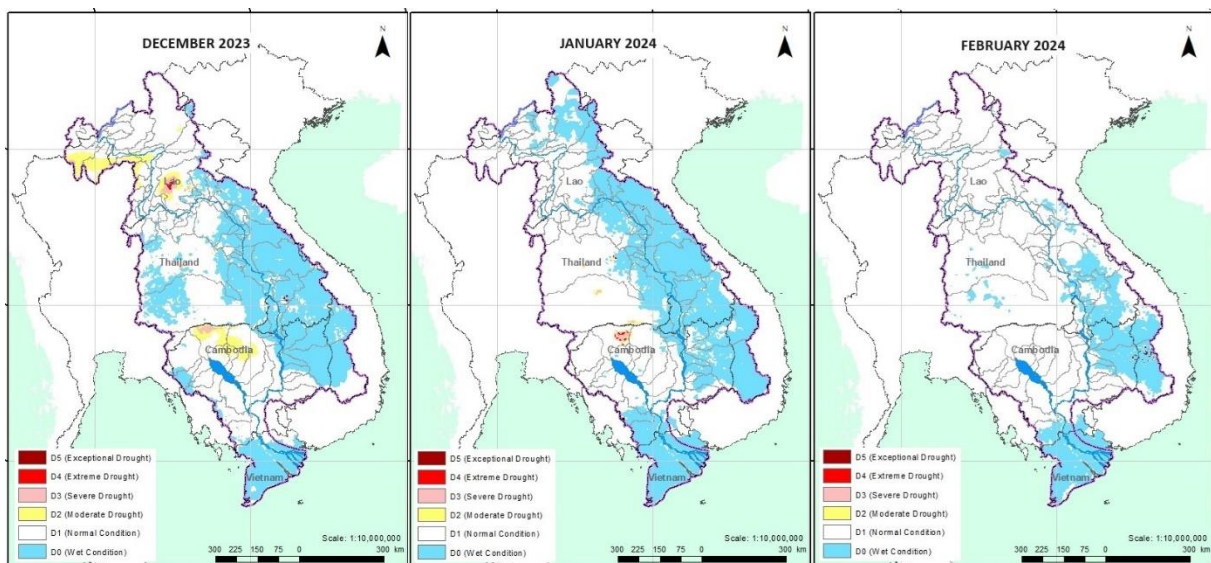 DECEMBER 2023
N
Lao
Thailand
Cambodia
Vietnam
D5 (Exceptional Drought)
D4 (Extreme Drought)
D3 (Severe Drought)
D2 (Moderate Drought)
D1 (Normal Condition)
D0 (Wet Condition)
Scale: 1:10,000,000
300 225 150 75 0 300 km
JANUARY 2024
N
Lao
Thailand
Cambodia
Vietnam
D5 (Exceptional Drought)
D4 (Extreme Drought)
D3 (Severe Drought)
D2 (Moderate Drought)
D1 (Normal Condition)
D0 (Wet Condition)
Scale: 1:10,000,000
300 225 150 75 0 300 km
FEBRUARY 2024
N
Lao
Thailand
Cambodia
Vietnam
D5 (Exceptional Drought)
D4 (Extreme Drought)
D3 (Severe Drought)
D2 (Moderate Drought)
D1 (Normal Condition)
D0 (Wet Condition)
Scale: 1:10,000,000
300 225 150 75 0 300 km